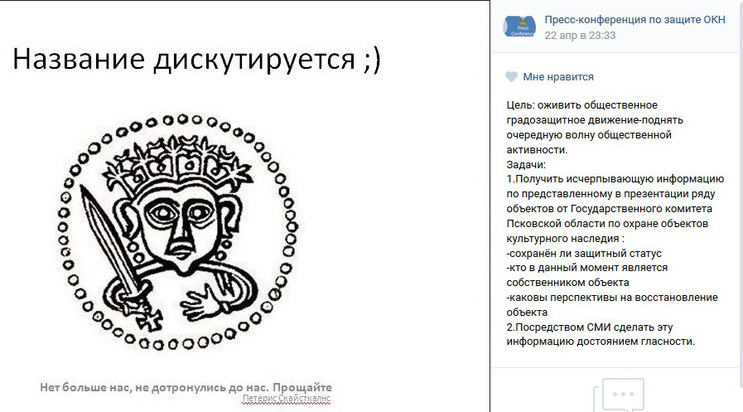 Название дискутируется ;)
Нет больше нас, не дотронулись до нас. Прощайте
Петерис Скайсткалнс
Пресс-конференция по защите ОКН
22 апр в 23:33
Мне нравится
Цель: оживить общественное
градозащитное движение-поднять
очередную волну общественной
активности.
Задачи:
1.Получить исчерпывающую информацию
по представленному в презентации ряду
объектов от Государственного комитета
Псковской области по охране объектов
культурного наследия :
-сохранён ли защитный статус
-кто в данный момент является
собственником объекта
-каковы перспективы на восстановление
объекта
2.Посредством СМИ сделать эту
информацию достоянием гласности.